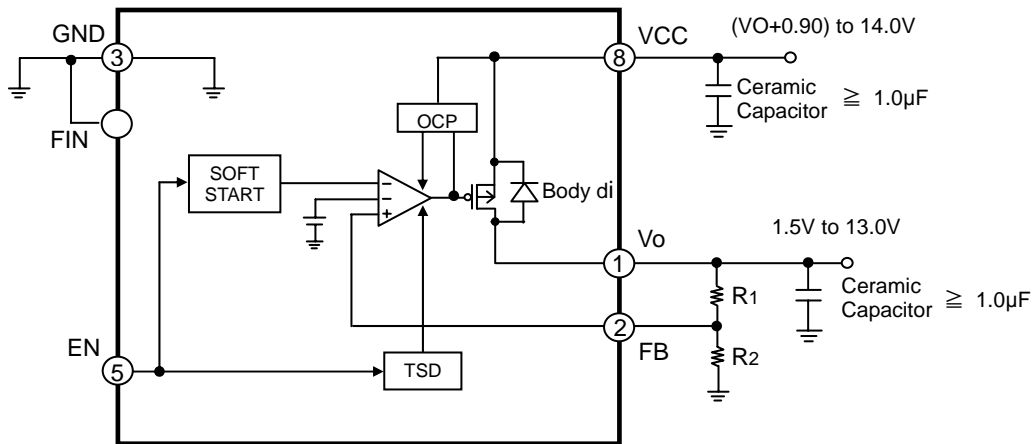 GND
3
FIN
SOFT
START
EN
5
OCP
TSD
Body di
VCC
8
(VO+0.90) to 14.0V
Ceramic
Capacitor ≧ 1.0µF
Vo
1
1.5V to 13.0V
R1
Ceramic
Capacitor ≧ 1.0µF
2
FB
R2